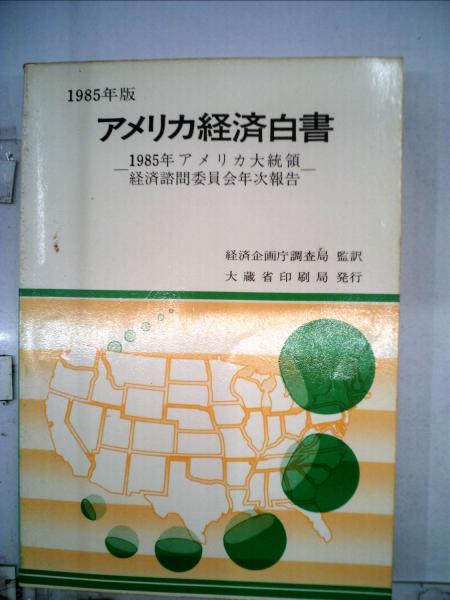 1985年版
アメリカ経済白書
1985年アメリカ大統領
経済諮問委員会年次報告
経済企画庁調査局 監訳
大蔵省印刷局 発行